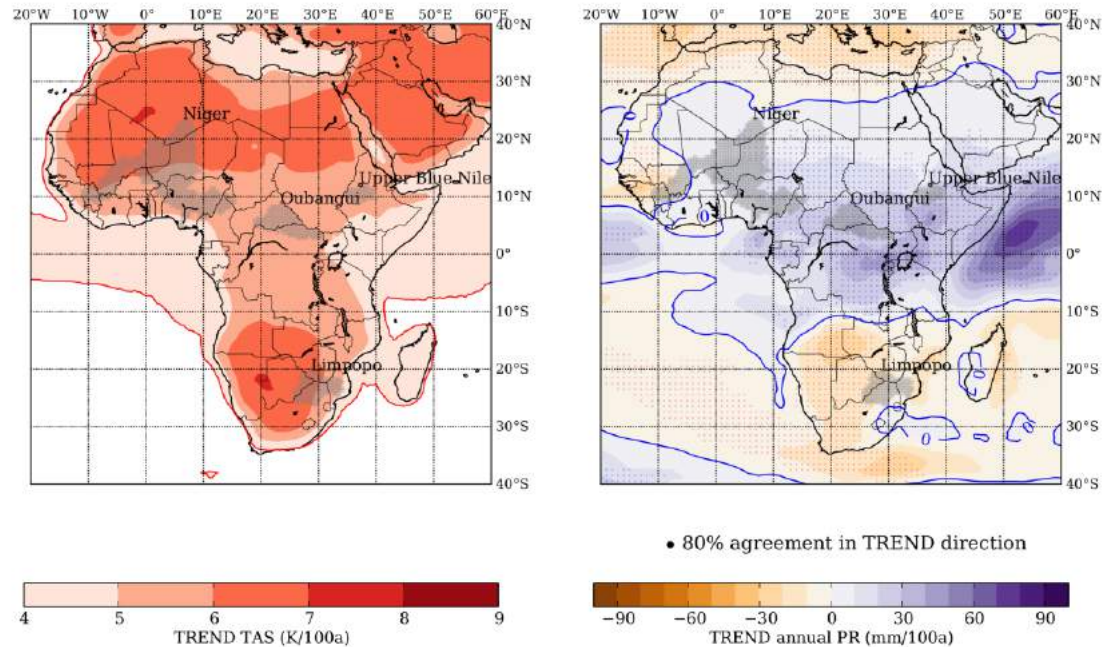 20°W 10°W 0° 10°E 20°E 30°E 40°E 50°E 60°E
40°N
30°N
20°N
10°N
0°
10°S
20°S
30°S
40°S
Niger
Upper Blue Nile
Oubangui
Limpopo
4 5 6 7 8 9
TREND TAS (K/100a)
20°W 10°W 0° 10°E 20°E 30°E 40°E 50°E 60°E
40°N
30°N
20°N
10°N
0°
10°S
20°S
30°S
40°S
Niger
Upper Blue Nile
Oubangui
0
Limpopo
0
0
0
0
• 80% agreement in TREND direction
−90 −60 −30 0 30 60 90
TREND annual PR (mm/100a)